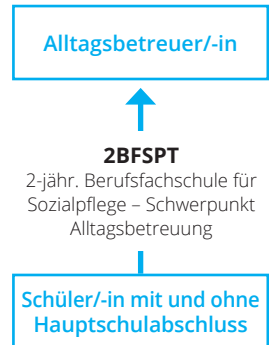 Alltagsbetreuer/-in
2BFSPT
2-jähr. Berufsfachschule für
Sozialpflege – Schwerpunkt
Alltagsbetreuung
Schüler/-in mit und ohne
Hauptschulabschluss